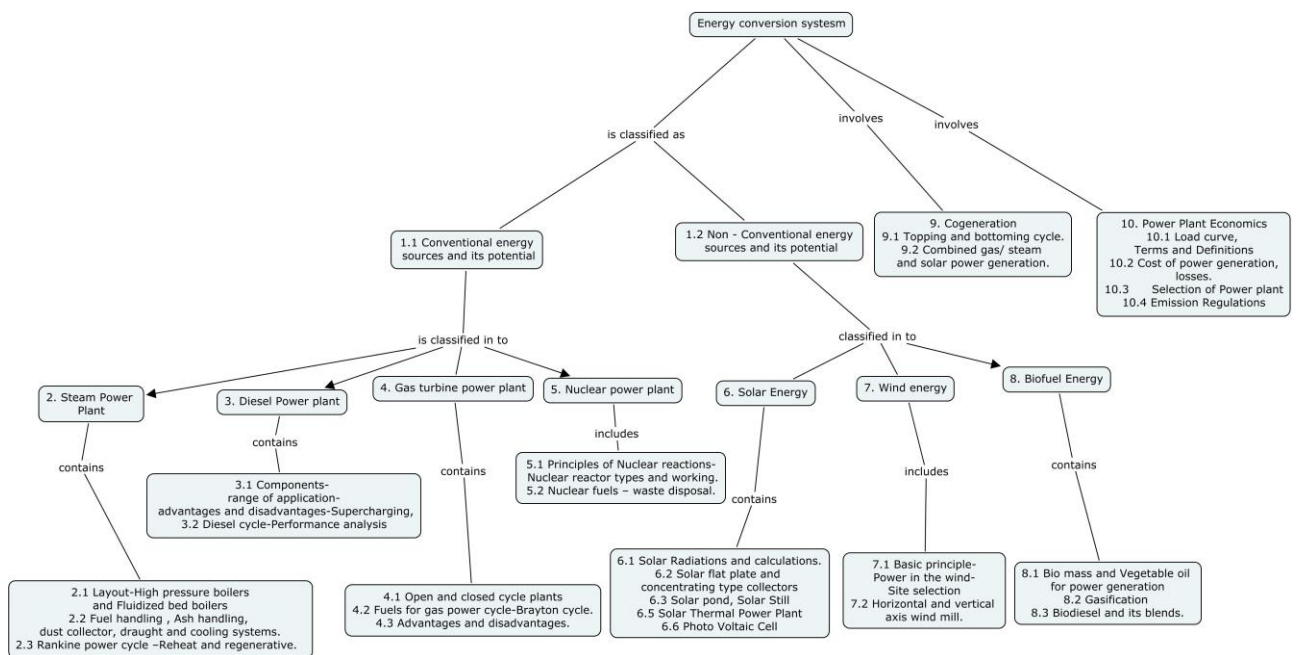 Energy conversion systesm
involves
involves
is classified as
1.1 Conventional energy
sources and its potential
1.2 Non - Conventional energy
sources and its potential
9. Cogeneration
9.1 Topping and bottoming cycle.
9.2 Combined gas/ steam
and solar power generation.
10. Power Plant Economics
10.1 Load curve,
Terms and Definitions
10.2 Cost of power generation,
losses.
10.3 Selection of Power plant
10.4 Emission Regulations
is classified in to
classified in to
2. Steam Power
Plant
3. Diesel Power plant
4. Gas turbine power plant
5. Nuclear power plant
6. Solar Energy
7. Wind energy
8. Biofuel Energy
contains
contains
contains
includes
contains
includes
contains
3.1 Components-
range of application-
advantages and disadvantages-Supercharging,
3.2 Diesel cycle-Performance analysis
5.1 Principles of Nuclear reactions-
Nuclear reactor types and working.
5.2 Nuclear fuels – waste disposal.
2.1 Layout-High pressure boilers
and Fluidized bed boilers
2.2 Fuel handling , Ash handling,
dust collector, draught and cooling systems.
2.3 Rankine power cycle –Reheat and regenerative.
4.1 Open and closed cycle plants
4.2 Fuels for gas power cycle-Brayton cycle.
4.3 Advantages and disadvantages.
6.1 Solar Radiations and calculations.
6.2 Solar flat plate and
concentrating type collectors
6.3 Solar pond, Solar Still
6.5 Solar Thermal Power Plant
6.6 Photo Voltaic Cell
7.1 Basic principle-
Power in the wind-
Site selection
7.2 Horizontal and vertical
axis wind mill.
8.1 Bio mass and Vegetable oil
for power generation
8.2 Gasification
8.3 Biodiesel and its blends.